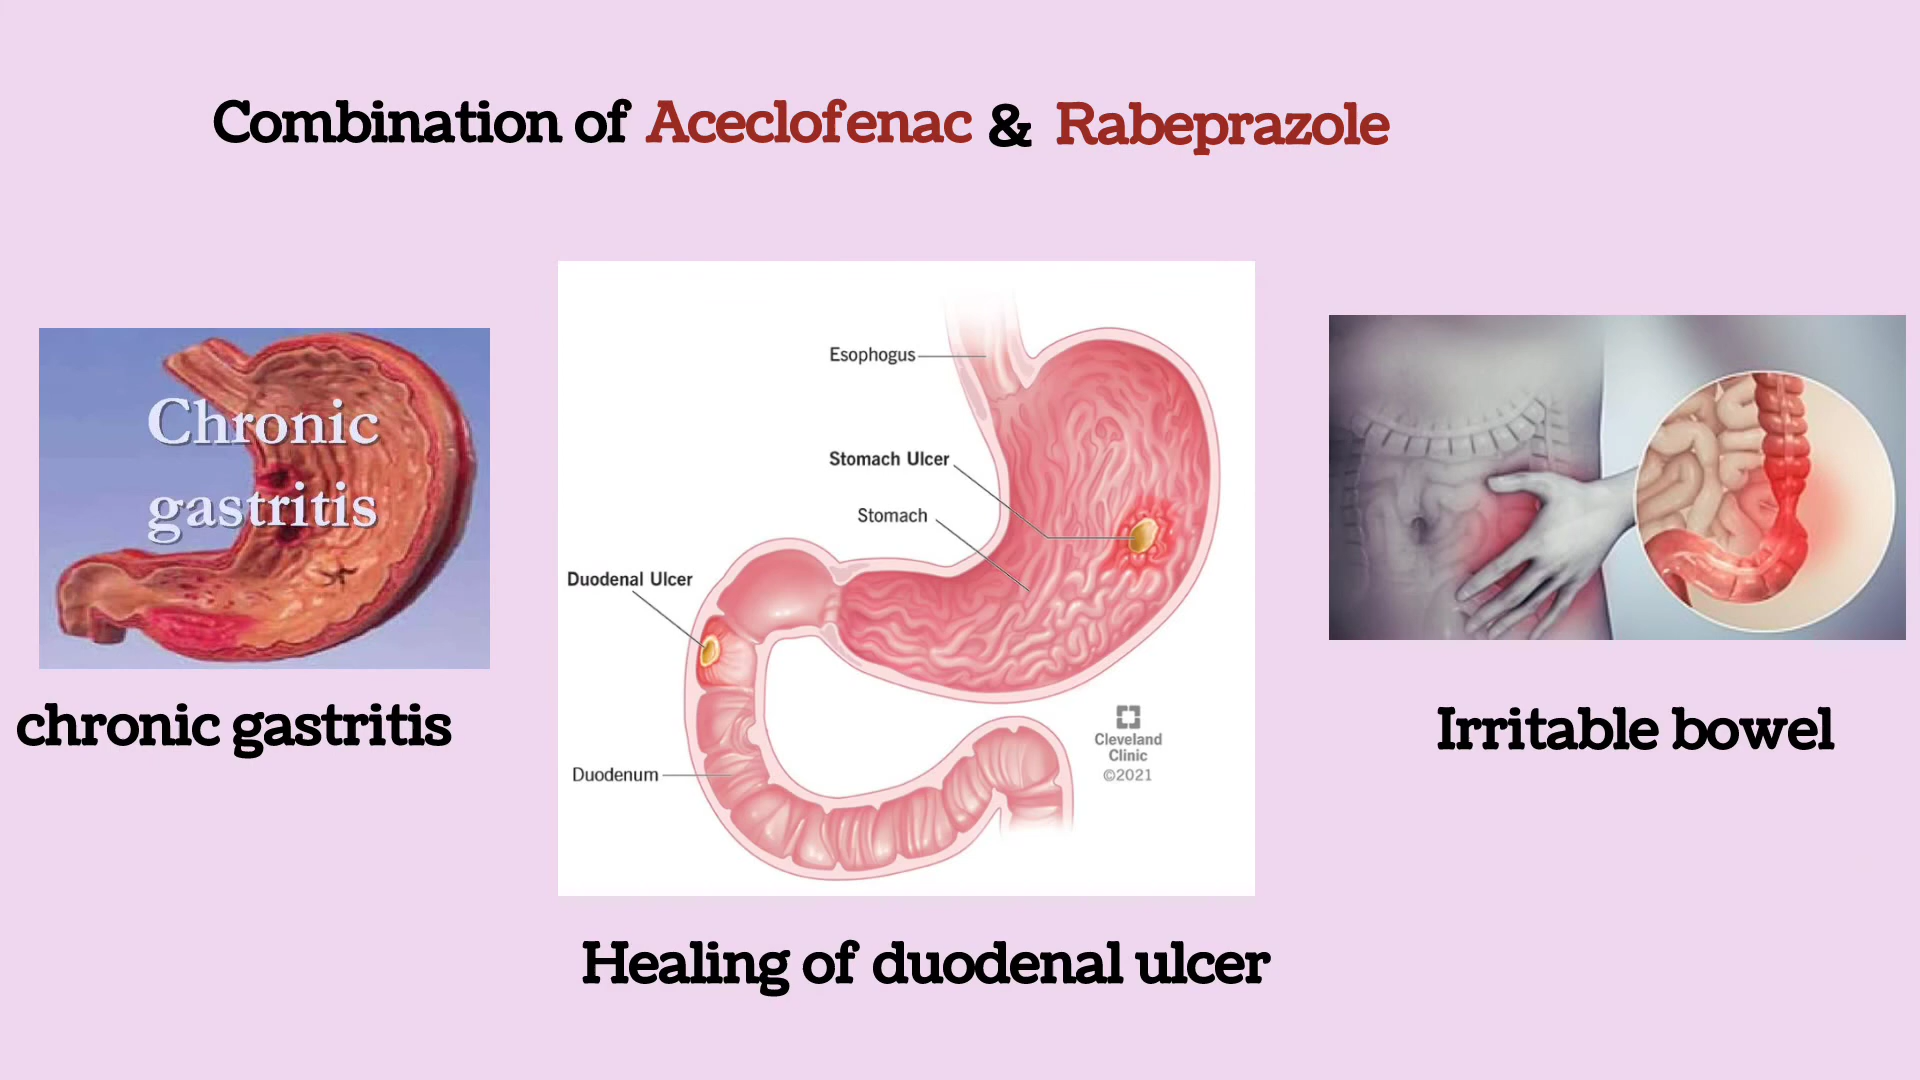 Combination of Aceclofenac & Rabeprazole
Chronic
gastritis
chronic gastritis
Esophogus
Stomach Ulcer
Stomach
Duodenal Ulcer
Duodenum
Cleveland
Clinic
©2021
Healing of duodenal ulcer
Irritable bowel